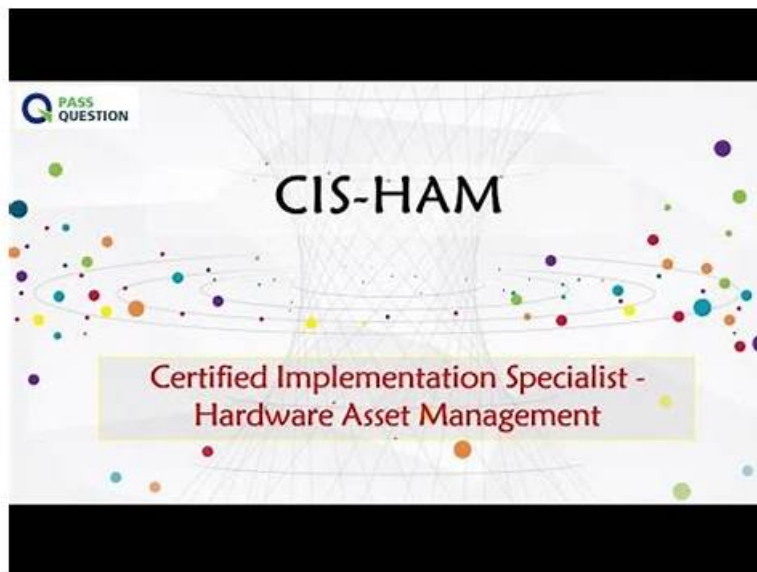 PASS
QUESTION
CIS-HAM
Certified Implementation Specialist -
Hardware Asset Management